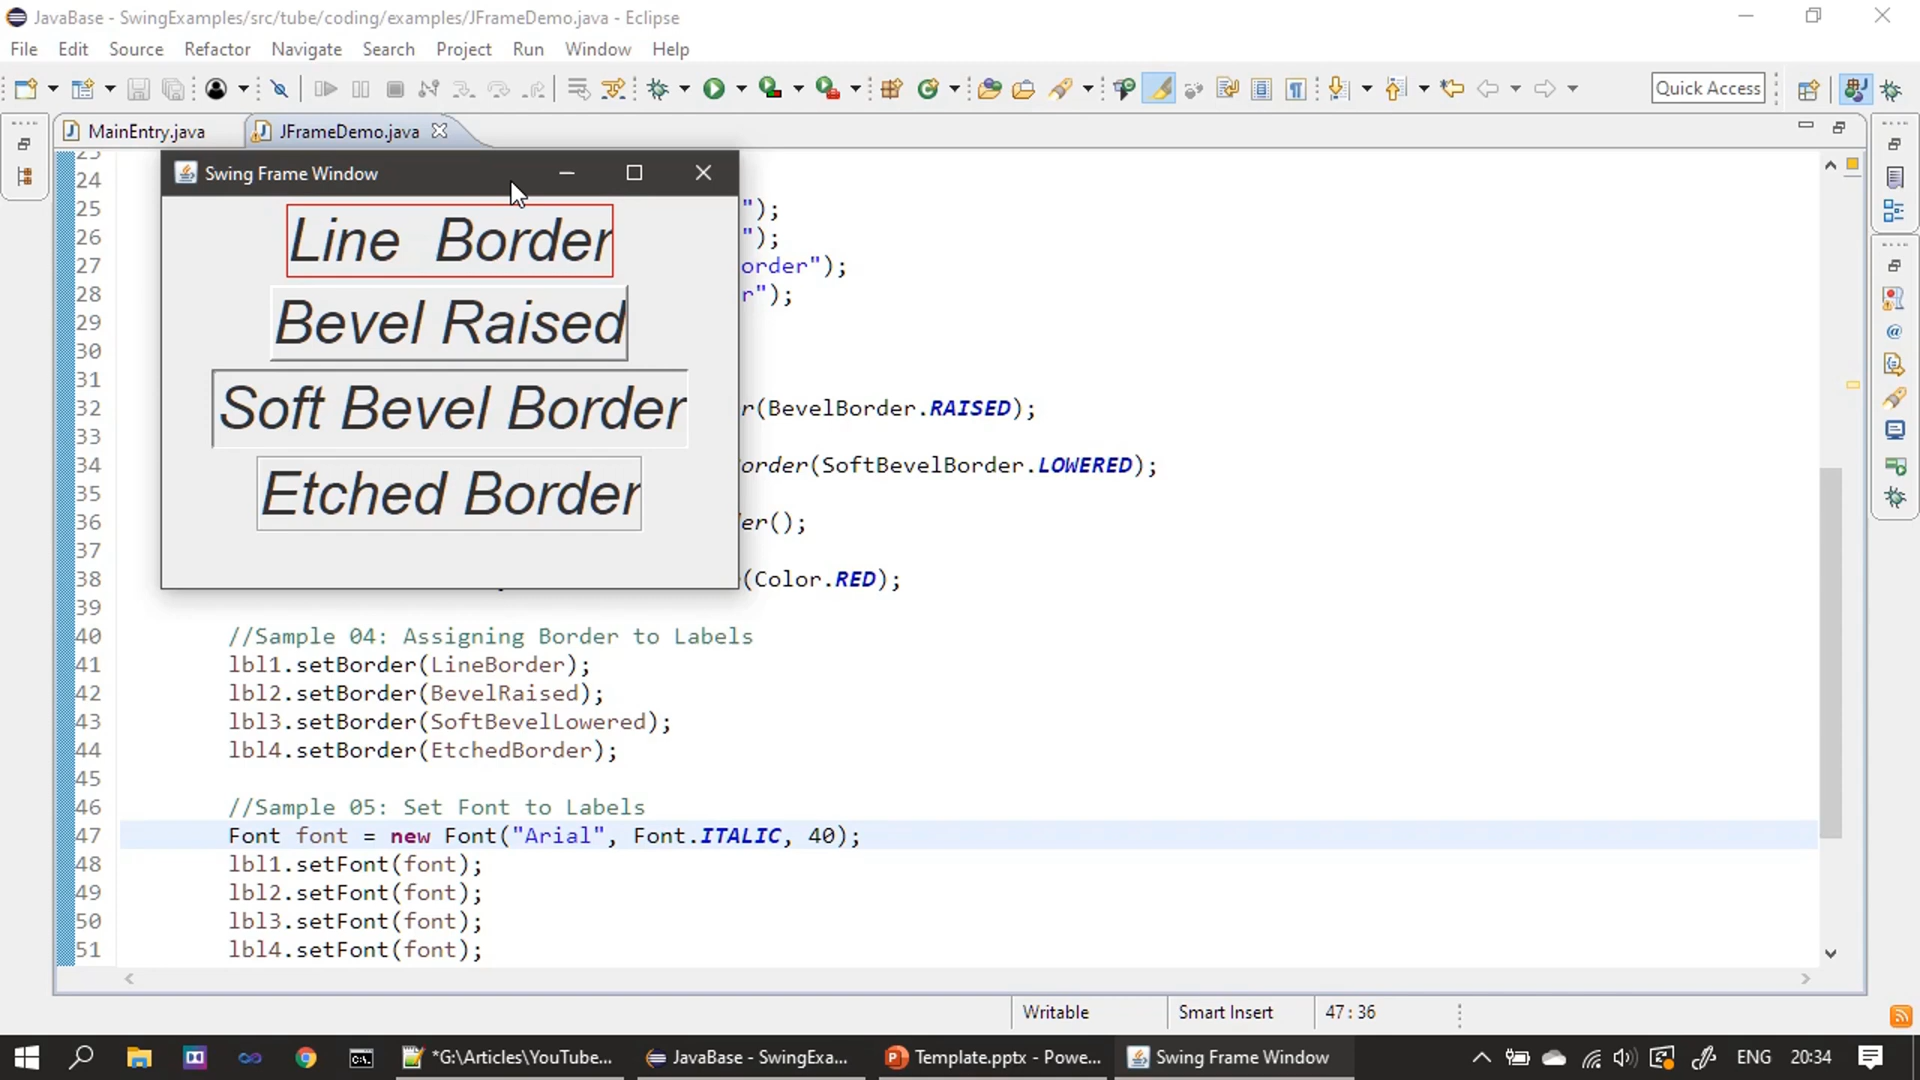 JavaBase - SwingExamples/src/tube/coding/examples/JFrameDemo.java - Eclipse
File Edit Source Refactor Navigate Search Project Run Window Help
Quick Access
MainEntry.java JFrameDemo.java
Swing Frame Window
Line  Border
Bevel Raised
Soft Bevel Border
Etched Border
24
25 ");
26 ");
27 order");
28 r");
29
30
31
32 r(BevelBorder.RAISED);
33
34 order(SoftBevelBorder.LOWERED);
35
36 er();
37
38 (Color.RED);
39
40 //Sample 04: Assigning Border to Labels
41 lbl1.setBorder(LineBorder);
42 lbl2.setBorder(BevelRaised);
43 lbl3.setBorder(SoftBevelLowered);
44 lbl4.setBorder(EtchedBorder);
45
46 //Sample 05: Set Font to Labels
47 Font font = new Font("Arial", Font.ITALIC, 40);
48 lbl1.setFont(font);
49 lbl2.setFont(font);
50 lbl3.setFont(font);
51 lbl4.setFont(font);
Writable Smart Insert 47 : 36
*G:\Articles\YouTube... JavaBase - SwingExa... Template.pptx - Powe... Swing Frame Window ENG 20:34